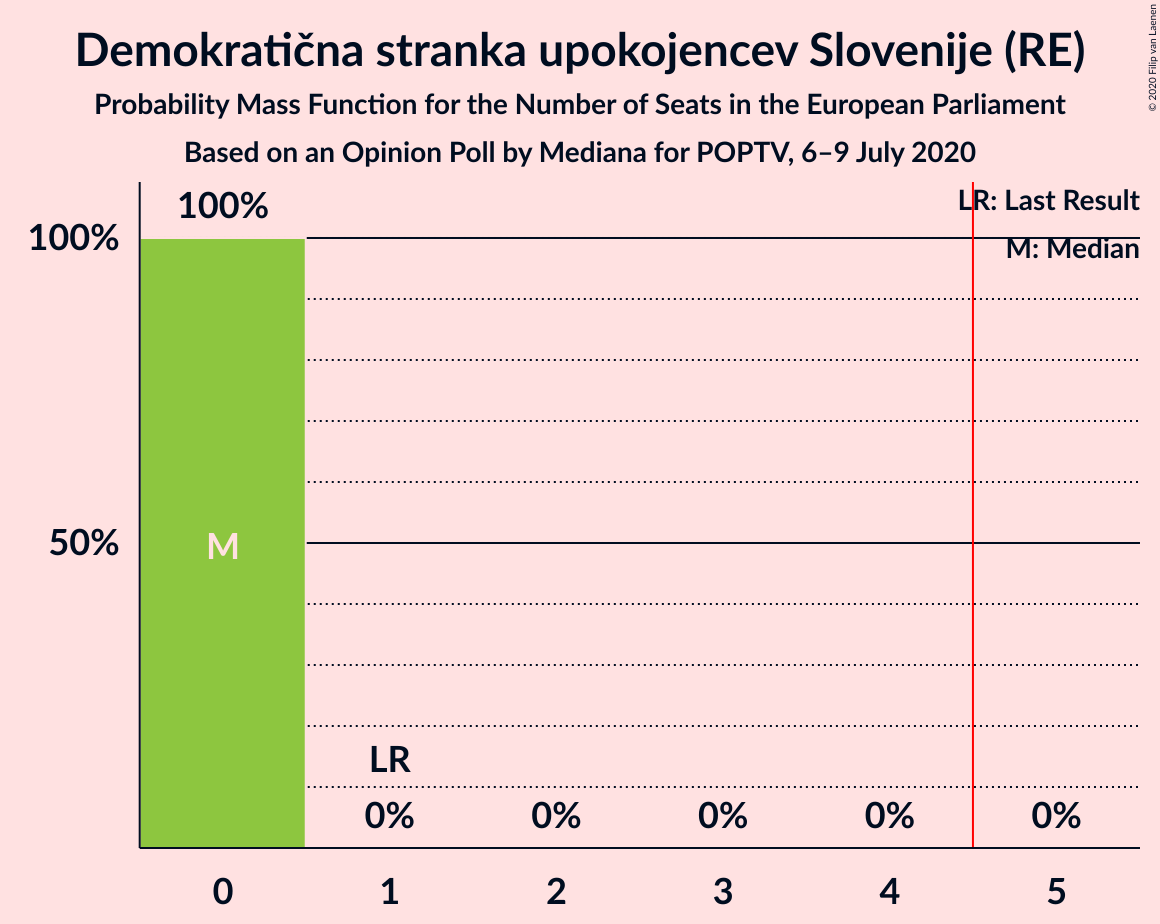 Demokratična stranka upokojencev Slovenije (RE)
Probability Mass Function for the Number of Seats in the European Parliament
Based on an Opinion Poll by Mediana for POPTV, 6–9 July 2020
© 2020 Filip van Laenen
LR: Last Result
M: Median
100%
100%
50%
M
LR
0% 0% 0% 0% 0%
0 1 2 3 4 5